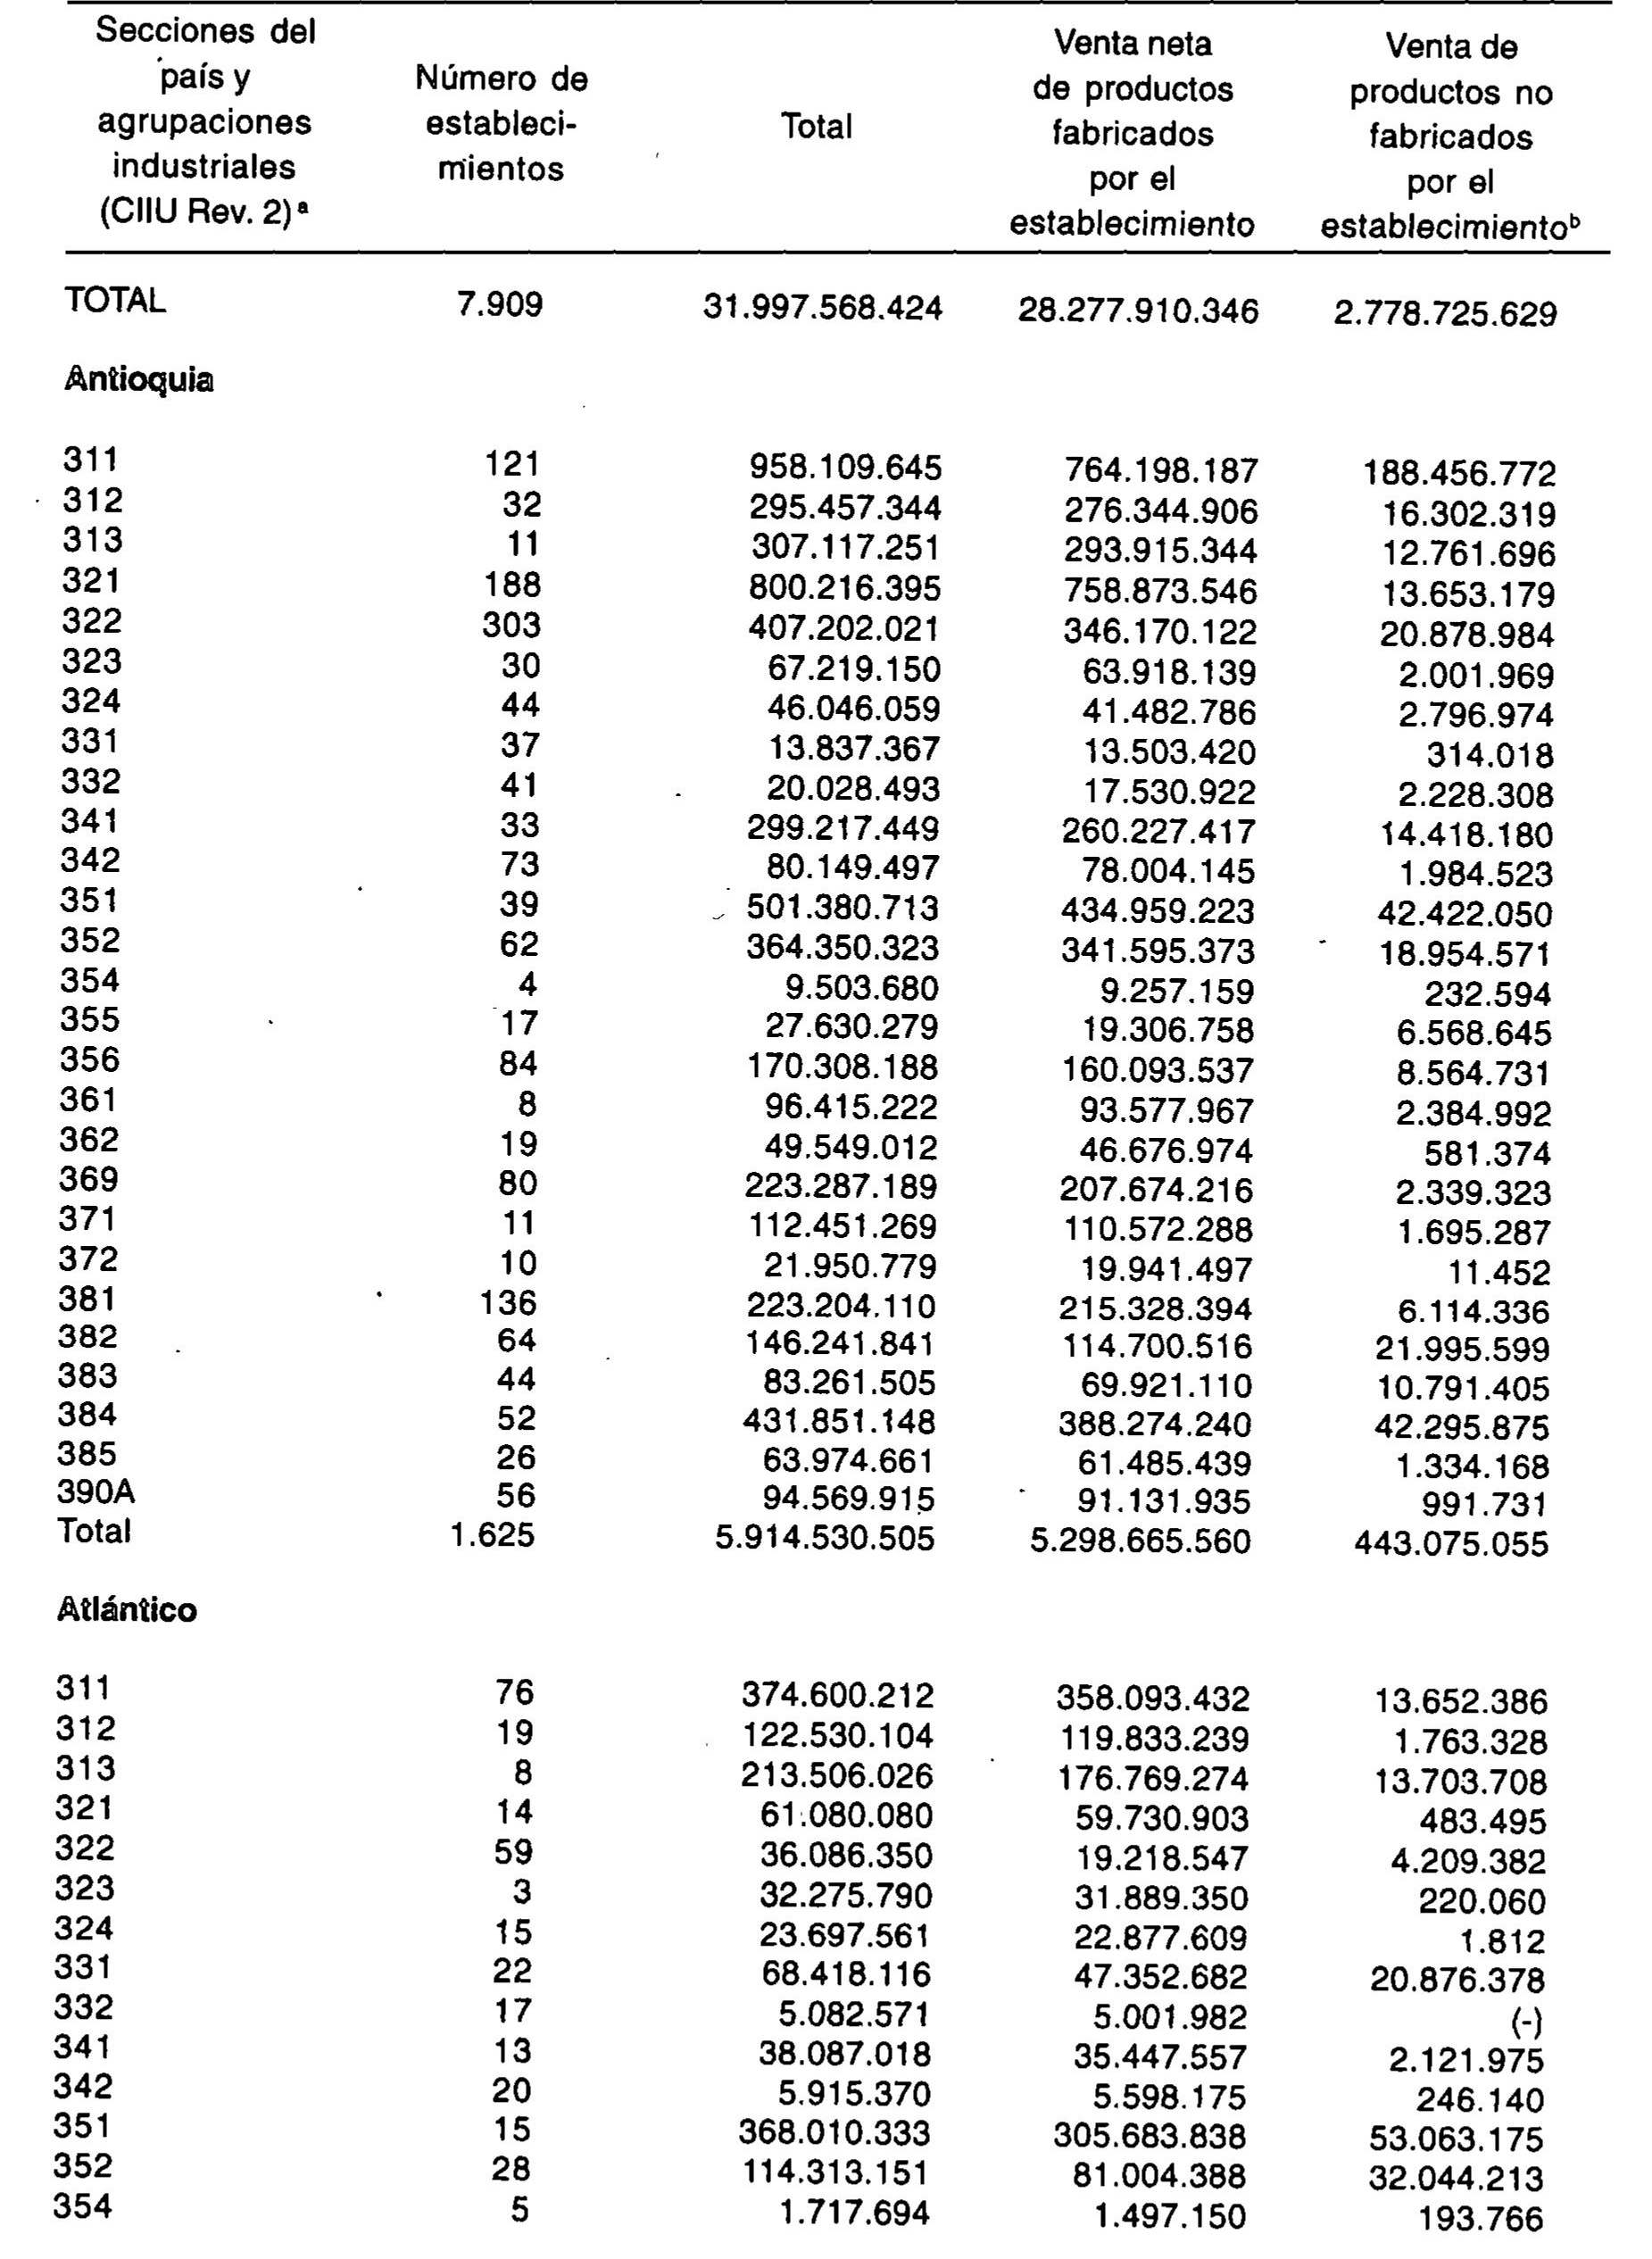 Secciones del
país y
agrupaciones
industriales
(CIIU Rev. 2)ª
Número de
estableci-
mientos
Total
Venta neta
de productos
fabricados
por el
establecimiento
Venta de
productos no
fabricados
por el
establecimientoᵇ
TOTAL 7.909 31.997.568.424 28.277.910.346 2.778.725.629
Antioquia
311 121 958.109.645 764.198.187 188.456.772
312 32 295.457.344 276.344.906 16.302.319
313 11 307.117.251 293.915.344 12.761.696
321 188 800.216.395 758.873.546 13.653.179
322 303 407.202.021 346.170.122 20.878.984
323 30 67.219.150 63.918.139 2.001.969
324 44 46.046.059 41.482.786 2.796.974
331 37 13.837.367 13.503.420 314.018
332 41 20.028.493 17.530.922 2.228.308
341 33 299.217.449 260.227.417 14.418.180
342 73 80.149.497 78.004.145 1.984.523
351 39 501.380.713 434.959.223 42.422.050
352 62 364.350.323 341.595.373 18.954.571
354 4 9.503.680 9.257.159 232.594
355 17 27.630.279 19.306.758 6.568.645
356 84 170.308.188 160.093.537 8.564.731
361 8 96.415.222 93.577.967 2.384.992
362 19 49.549.012 46.676.974 581.374
369 80 223.287.189 207.674.216 2.339.323
371 11 112.451.269 110.572.288 1.695.287
372 10 21.950.779 19.941.497 11.452
381 136 223.204.110 215.328.394 6.114.336
382 64 146.241.841 114.700.516 21.995.599
383 44 83.261.505 69.921.110 10.791.405
384 52 431.851.148 388.274.240 42.295.875
385 26 63.974.661 61.485.439 1.334.168
390A 56 94.569.915 91.131.935 991.731
Total 1.625 5.914.530.505 5.298.665.560 443.075.055
Atlántico
311 76 374.600.212 358.093.432 13.652.386
312 19 122.530.104 119.833.239 1.763.328
313 8 213.506.026 176.769.274 13.703.708
321 14 61.080.080 59.730.903 483.495
322 59 36.086.350 19.218.547 4.209.382
323 3 32.275.790 31.889.350 220.060
324 15 23.697.561 22.877.609 1.812
331 22 68.418.116 47.352.682 20.876.378
332 17 5.082.571 5.001.982 (-)
341 13 38.087.018 35.447.557 2.121.975
342 20 5.915.370 5.598.175 246.140
351 15 368.010.333 305.683.838 53.063.175
352 28 114.313.151 81.004.388 32.044.213
354 5 1.717.694 1.497.150 193.766